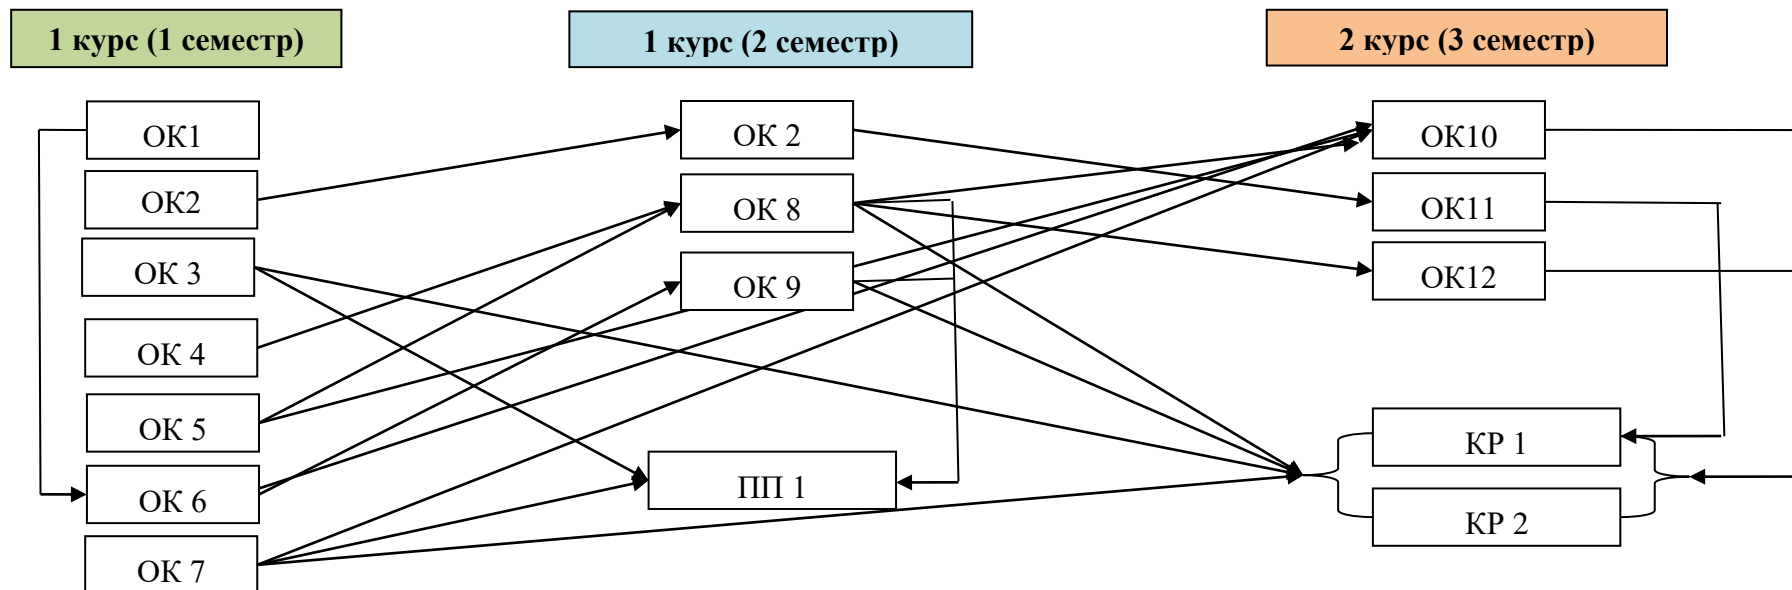 1 курс (1 семестр)
1 курс (2 семестр)
2 курс (3 семестр)
ОК1
ОК2
ОК 3
ОК 4
ОК 5
ОК 6
ОК 7
ОК 2
ОК 8
ОК 9
ПП 1
ОК10
ОК11
ОК12
КР 1
КР 2